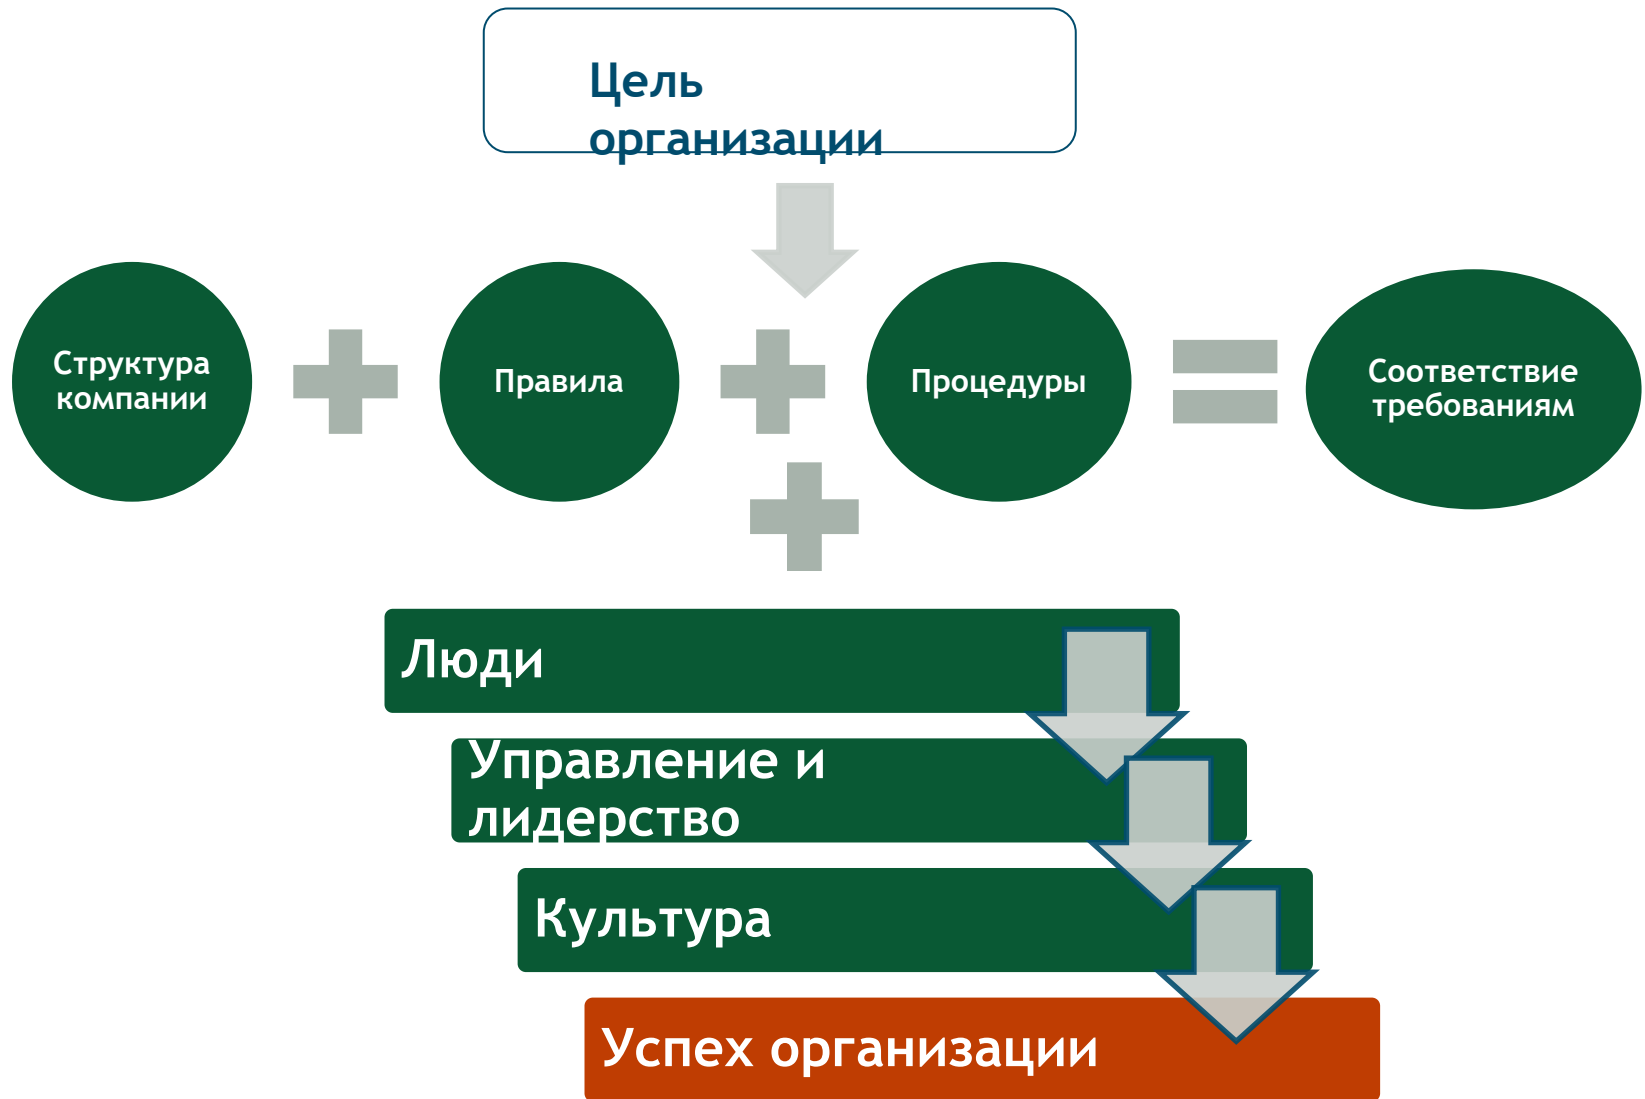 Цель
организации
Структура
компании
Правила
Процедуры
Соответствие
требованиям
Люди
Управление и
лидерство
Культура
Успех организации